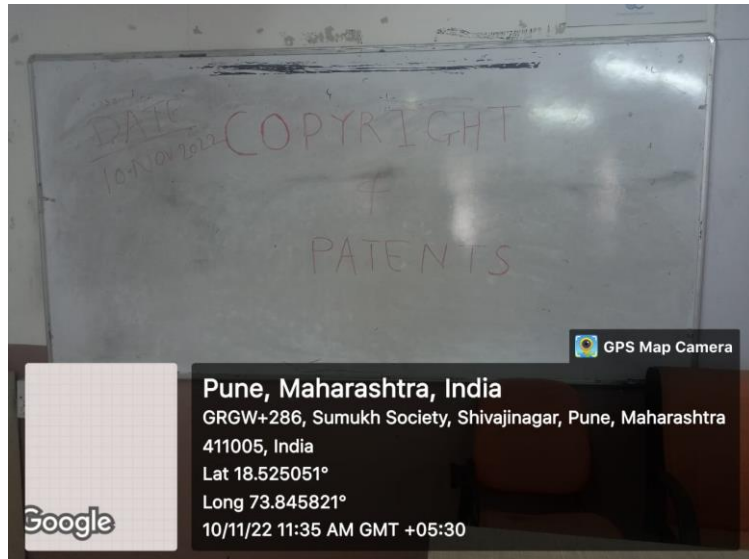 DATE
10-NOV 2022
COPYRIGHT
&
PATENTS
GPS Map Camera
Pune, Maharashtra, India
GRGW+286, Sumukh Society, Shivajinagar, Pune, Maharashtra
411005, India
Lat 18.525051°
Long 73.845821°
10/11/22 11:35 AM GMT +05:30
Google